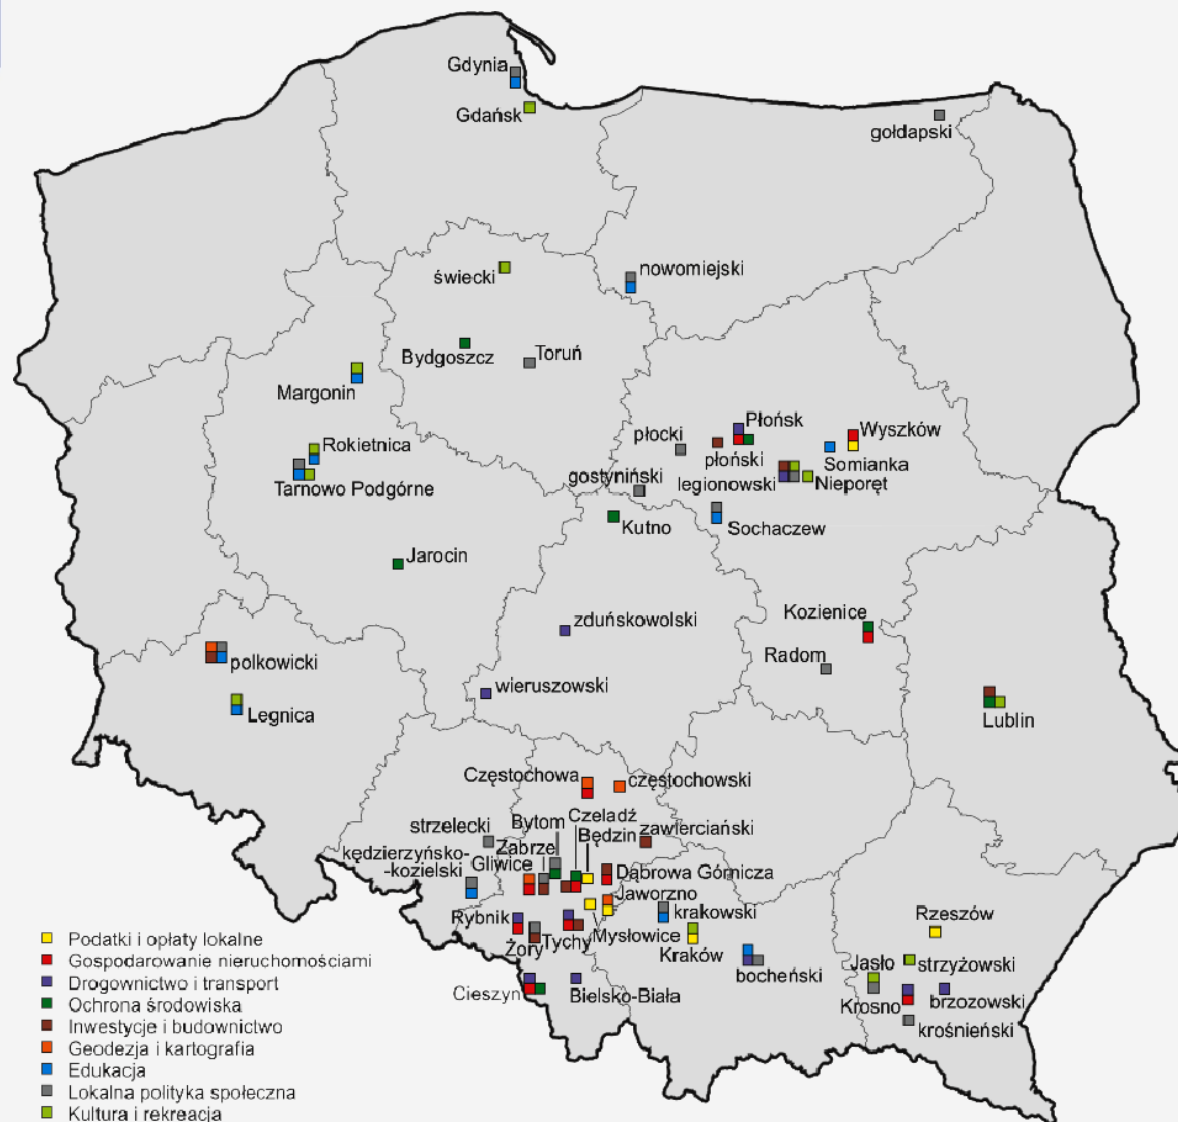 Gdynia
Gdańsk
gołdapski
świecki
nowomiejski
Bydgoszcz
Toruń
Margonin
Płońsk
Wyszków
płocki
płoński
Rokietnica
Somianka
Tarnowo Podgórne
gostyniński
legionowski
Nieporęt
Kutno
Sochaczew
Jarocin
Kozienice
zduńskowolski
Radom
polkowicki
wieruszowski
Legnica
Lublin
Częstochowa
częstochowski
strzelecki
Bytom
Czeladź
Będzin
zawierciański
kędzierzyńsko-
-kozielski
Gliwice
Zabrze
Dąbrowa Górnicza
Jaworzno
Rybnik
krakowski
Rzeszów
Żory
Tychy
Mysłowice
Kraków
bocheński
Jasło
strzyżowski
Cieszyn
Bielsko-Biała
Krosno
brzozowski
krośnieński
Podatki i opłaty lokalne
Gospodarowanie nieruchomościami
Drogownictwo i transport
Ochrona środowiska
Inwestycje i budownictwo
Geodezja i kartografia
Edukacja
Lokalna polityka społeczna
Kultura i rekreacja